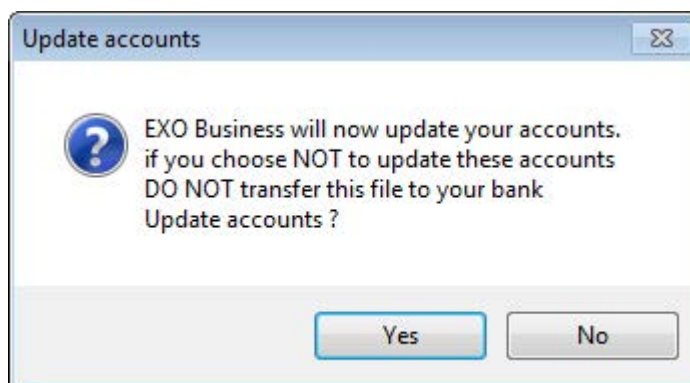 Update accounts
EXO Business will now update your accounts.
if you choose NOT to update these accounts
DO NOT transfer this file to your bank
Update accounts ?
Yes
No